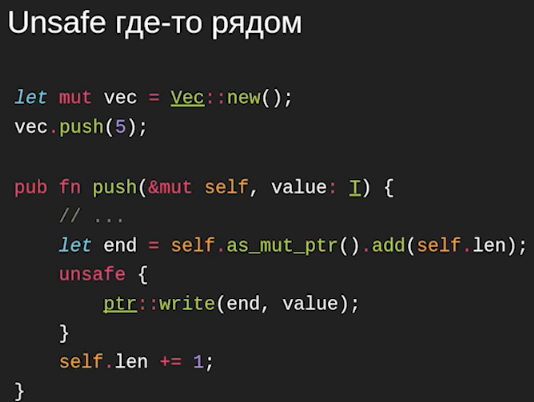 Unsafe где-то рядом
let mut vec = Vec::new();
vec.push(5);
pub fn push(&mut self, value: T) {
    // ...
    let end = self.as_mut_ptr().add(self.len);
    unsafe {
        ptr::write(end, value);
    }
    self.len += 1;
}